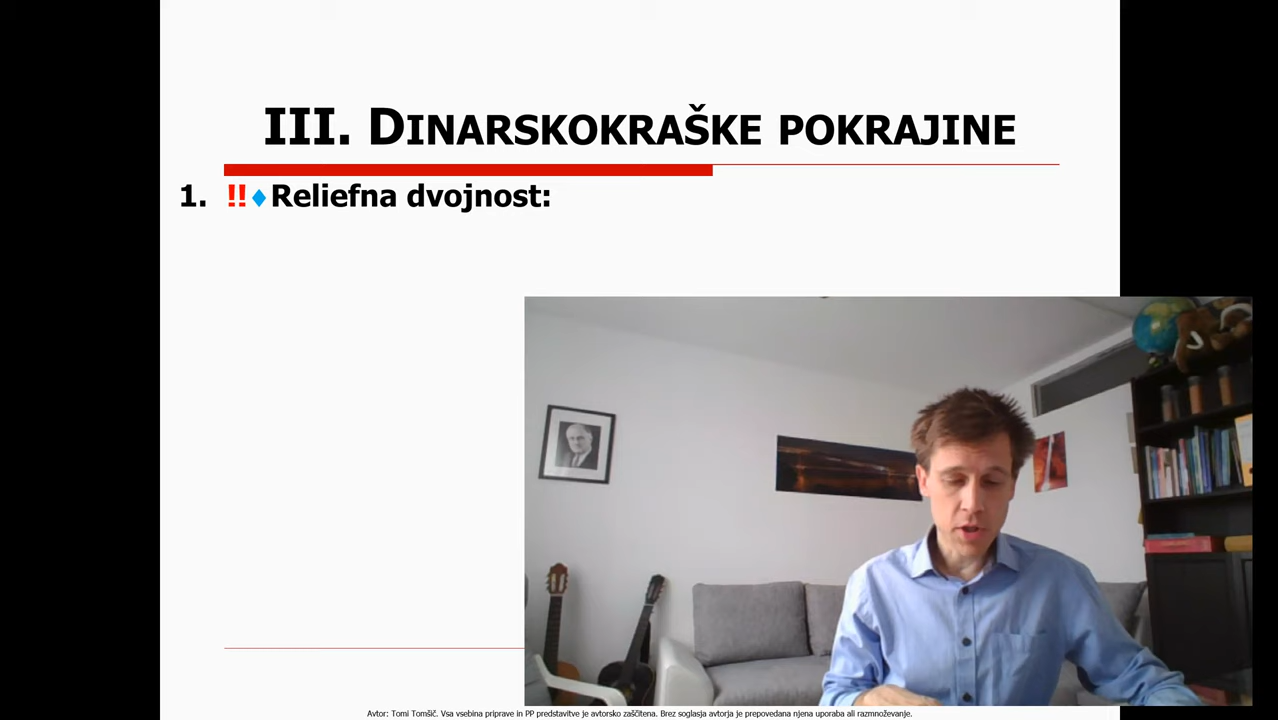 III. DINARSKOKRAŠKE POKRAJINE
1. !!♦Reliefna dvojnost:
Avtor: Tomi Tomšič. Vsa vsebina priprave in PP predstavitve je avtorsko zaščitena. Brez soglasja avtorja je prepovedana njena uporaba ali razmnoževanje.